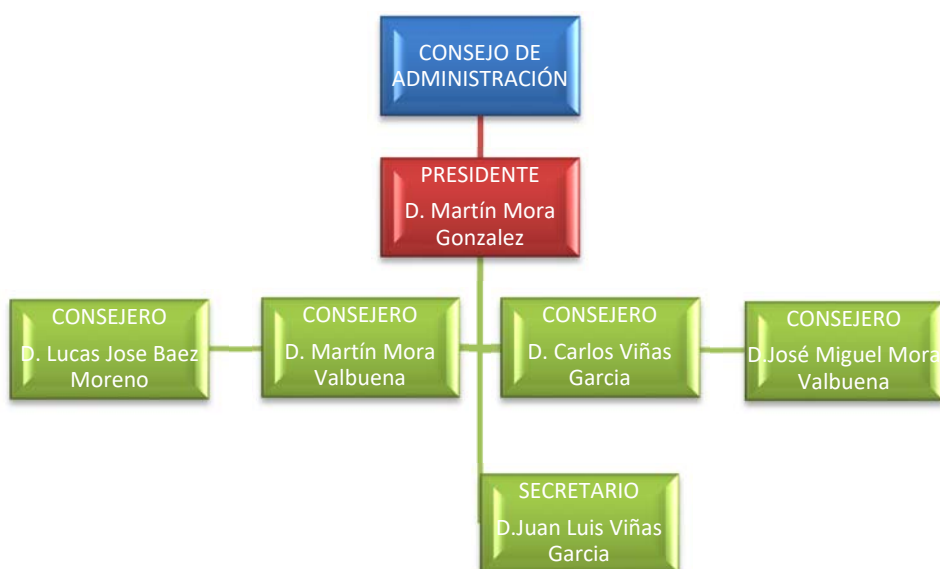 CONSEJO DE
ADMINISTRACIÓN
PRESIDENTE
D. Martín Mora
Gonzalez
CONSEJERO
D. Lucas Jose Baez
Moreno
CONSEJERO
D. Martín Mora
Valbuena
CONSEJERO
D. Carlos Viñas
Garcia
CONSEJERO
D.José Miguel Mora
Valbuena
SECRETARIO
D.Juan Luis Viñas
Garcia